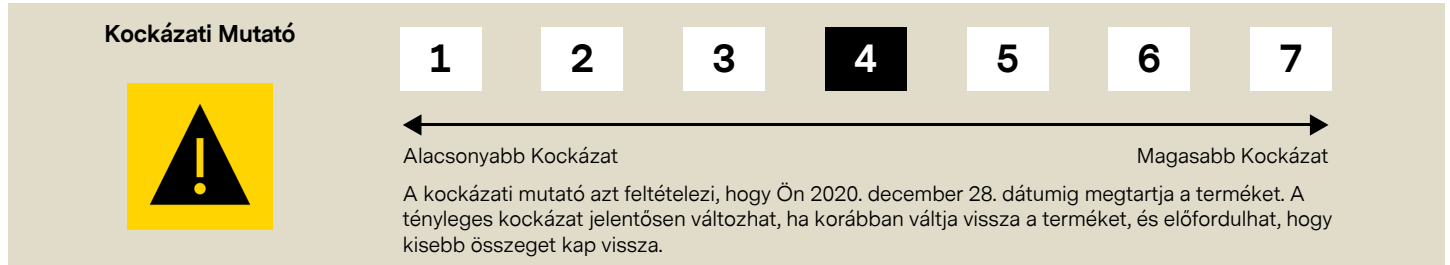 Kockázati Mutató
1 2 3 4 5 6 7
Alacsonyabb Kockázat Magasabb Kockázat
A kockázati mutató azt feltételezi, hogy Ön 2020. december 28. dátumig megtartja a terméket. A
tényleges kockázat jelentősen változhat, ha korábban váltja vissza a terméket, és előfordulhat, hogy
kisebb összeget kap vissza.